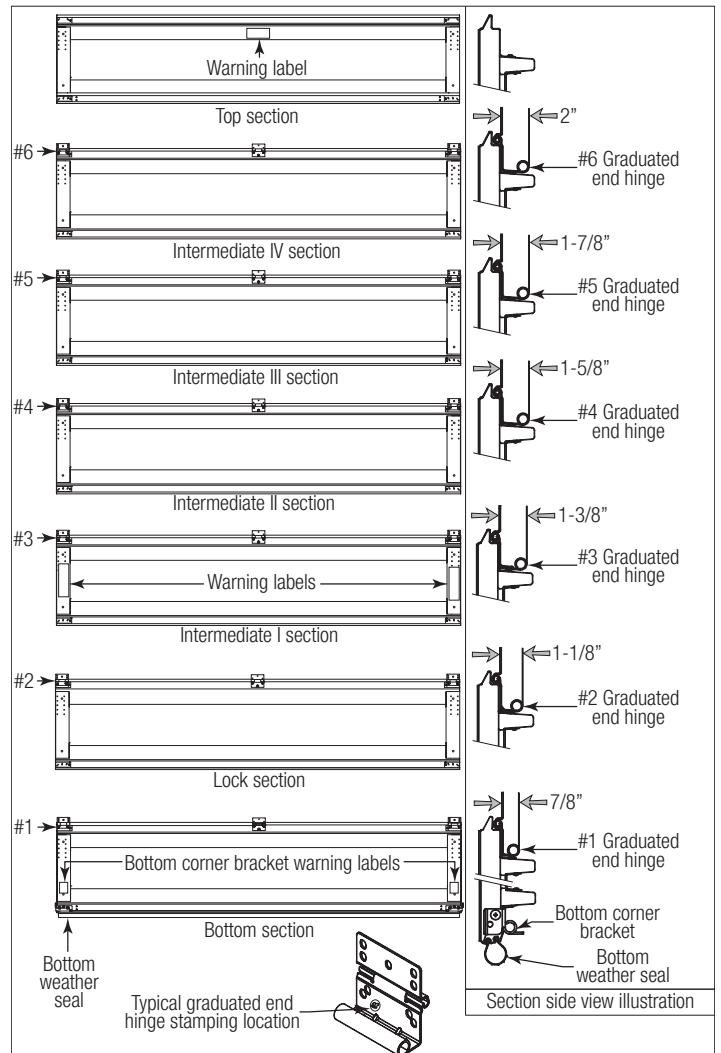 Warning label
Top section
#6
Intermediate IV section
#5
Intermediate III section
#4
Intermediate II section
#3
Warning labels
Intermediate I section
#2
Lock section
#1
Bottom corner bracket warning labels
Bottom section
Bottom
weather
seal
Typical graduated end
hinge stamping location
2”
#6 Graduated
end hinge
1-7/8”
#5 Graduated
end hinge
1-5/8”
#4 Graduated
end hinge
1-3/8”
#3 Graduated
end hinge
1-1/8”
#2 Graduated
end hinge
7/8”
#1 Graduated
end hinge
Bottom corner
bracket
Bottom
weather seal
Section side view illustration